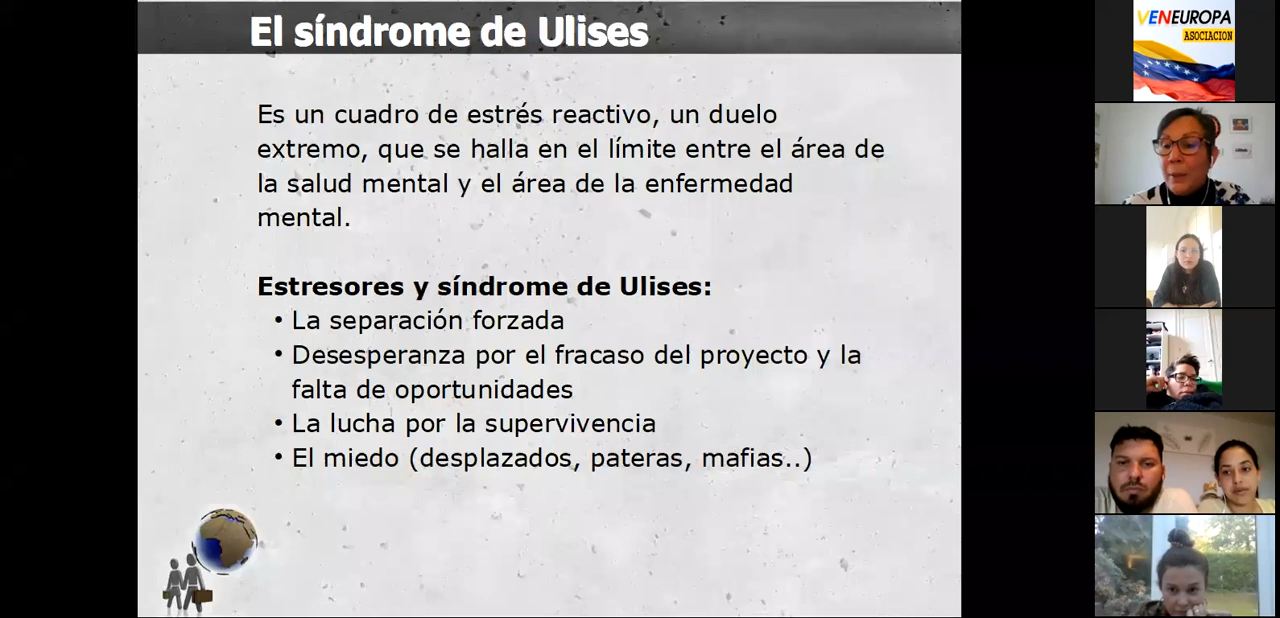 El síndrome de Ulises
Es un cuadro de estrés reactivo, un duelo
extremo, que se halla en el límite entre el área de
la salud mental y el área de la enfermedad
mental.
Estresores y síndrome de Ulises:
• La separación forzada
• Desesperanza por el fracaso del proyecto y la
falta de oportunidades
• La lucha por la supervivencia
• El miedo (desplazados, pateras, mafias..)
VENEUROPA
ASOCIACION